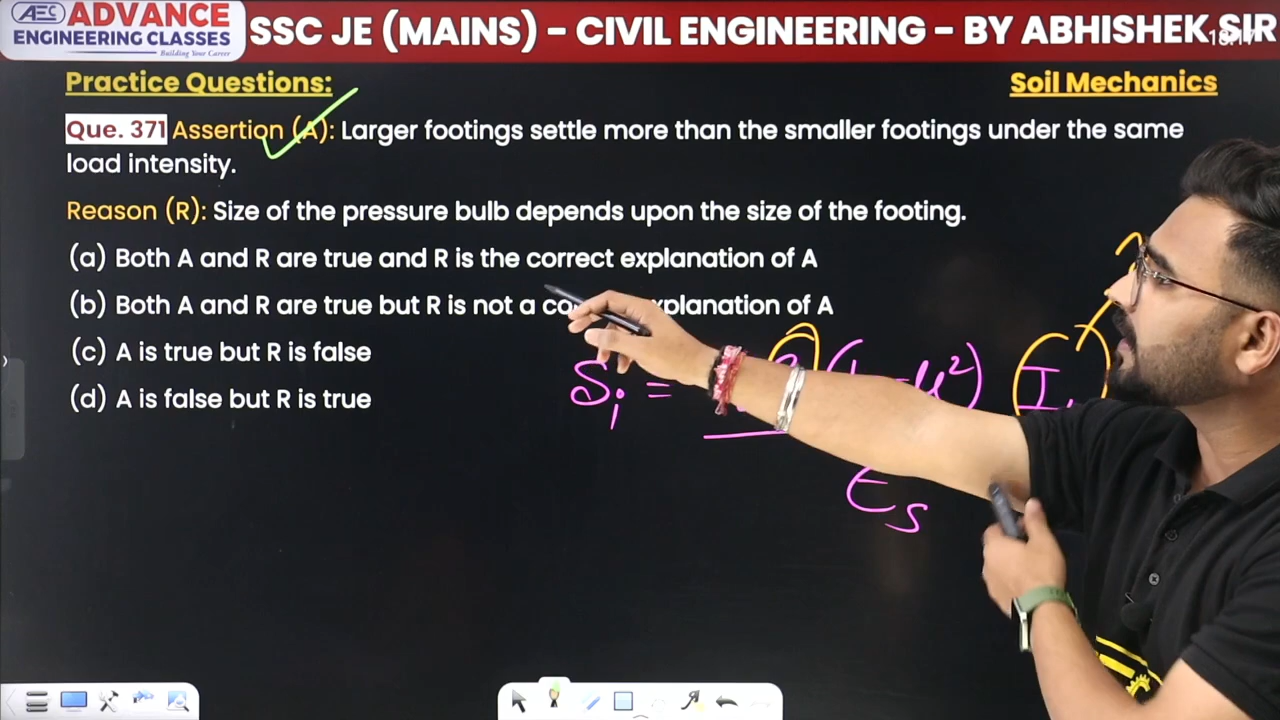 AEC ADVANCE
ENGINEERING CLASSES
Building Your Career
SSC JE (MAINS) - CIVIL ENGINEERING - BY ABHISHEK SIR
Practice Questions:
Soil Mechanics
Que. 371 Assertion (A): Larger footings settle more than the smaller footings under the same
load intensity.
Reason (R): Size of the pressure bulb depends upon the size of the footing.
(a) Both A and R are true and R is the correct explanation of A
(b) Both A and R are true but R is not a explanation of A
(c) A is true but R is false
(d) A is false but R is true
Si =
Es